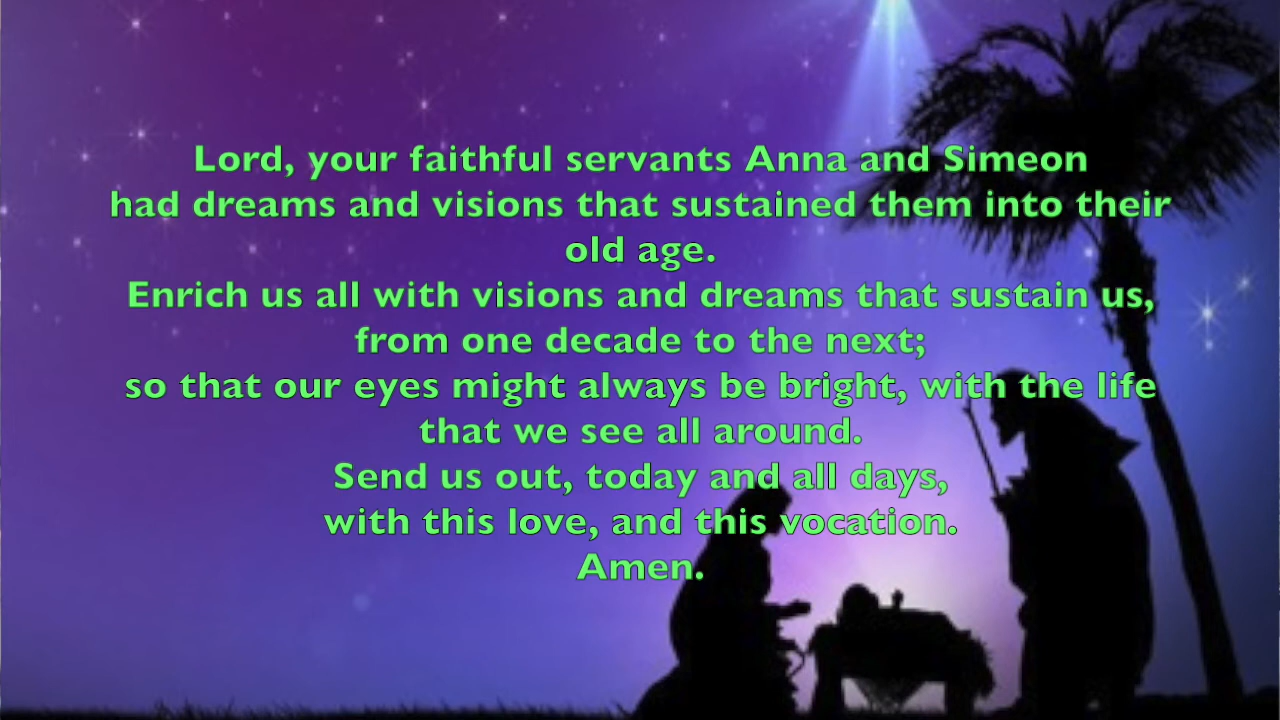 Lord, your faithful servants Anna and Simeon
had dreams and visions that sustained them into their
old age.
Enrich us all with visions and dreams that sustain us,
from one decade to the next;
so that our eyes might always be bright, with the life
that we see all around.
Send us out, today and all days,
with this love, and this vocation.
Amen.